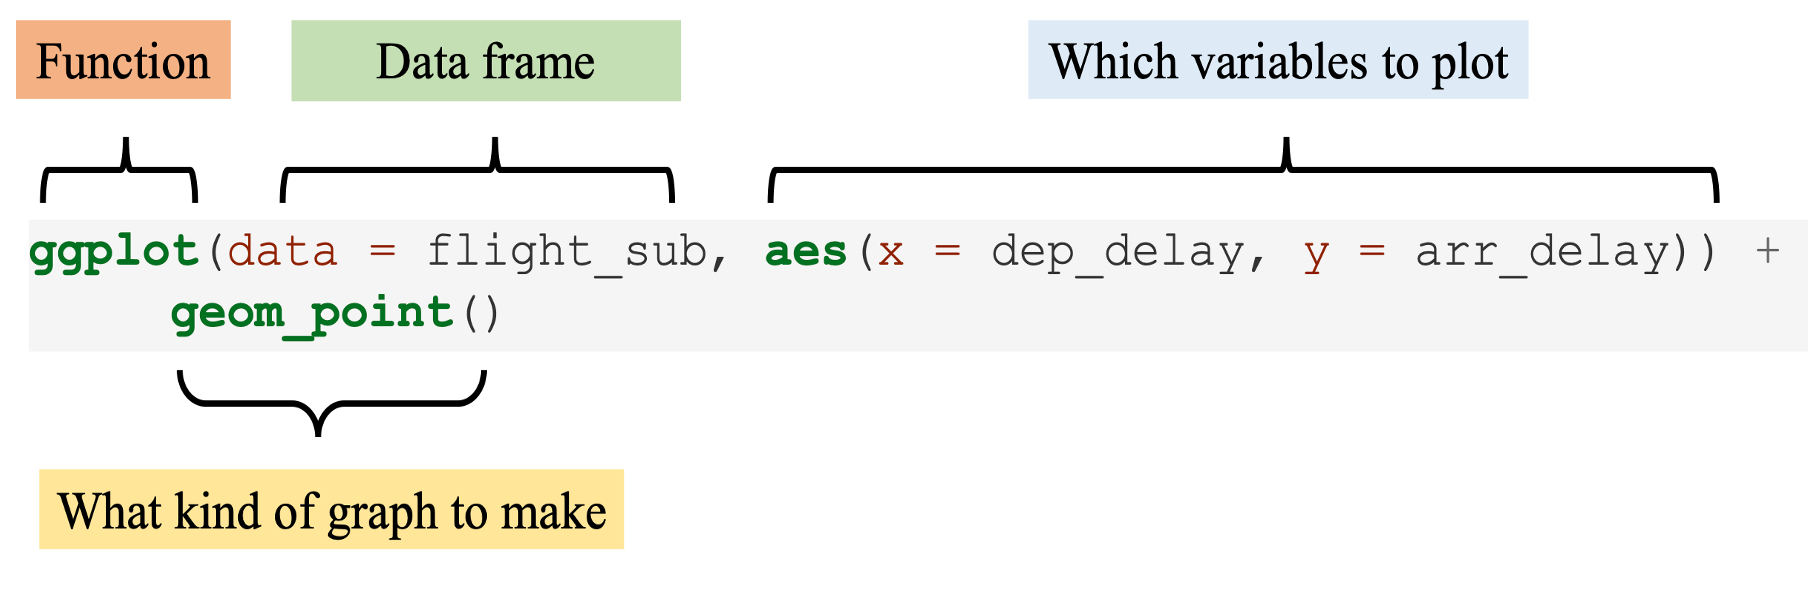 Function
Data frame
Which variables to plot
ggplot(data = flight_sub, aes(x = dep_delay, y = arr_delay)) +
geom_point()
What kind of graph to make